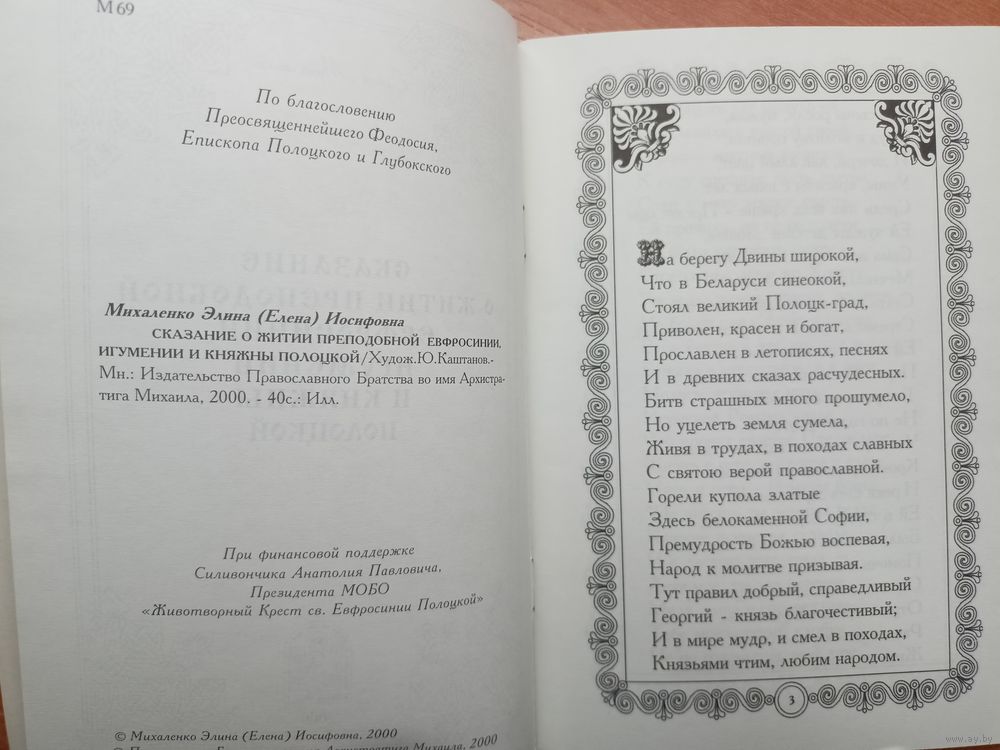 М69
По благословению
Преосвященнейшего Феодосия,
Епископа Полоцкого и Глубокского
Михаленко Элина (Елена) Иосифовна
СКАЗАНИЕ О ЖИТИИ ПРЕПОДОБНОЙ ЕВФРОСИНИИ,
ИГУМЕНИИ И КНЯЖНЫ ПОЛОЦКОЙ/Худож.Ю.Каштанов.-
Мн.: Издательство Православного Братства во имя Архистра-
тига Михаила, 2000. - 40с.: Илл.
При финансовой поддержке
Силивончика Анатолия Павловича,
Президента МОБО
«Животворный Крест св. Евфросинии Полоцкой»
© Михаленко Элина (Елена) Иосифовна, 2000
Архистратига Михаила, 2000
На берегу Двины широкой,
Что в Беларуси синеокой,
Стоял великий Полоцк-град,
Приволен, красен и богат,
Прославлен в летописях, песнях
И в древних сказах расчудесных.
Битв страшных много прошумело,
Но уцелеть земля сумела,
Живя в трудах, в походах славных
С святою верой православной.
Горели купола златые
Здесь белокаменной Софии,
Премудрость Божью воспевая,
Народ к молитве призывая.
Тут правил добрый, справедливый
Георгий - князь благочестивый;
И в мире мудр, и смел в походах,
Князьями чтим, любим народом.
3
www.ay.by